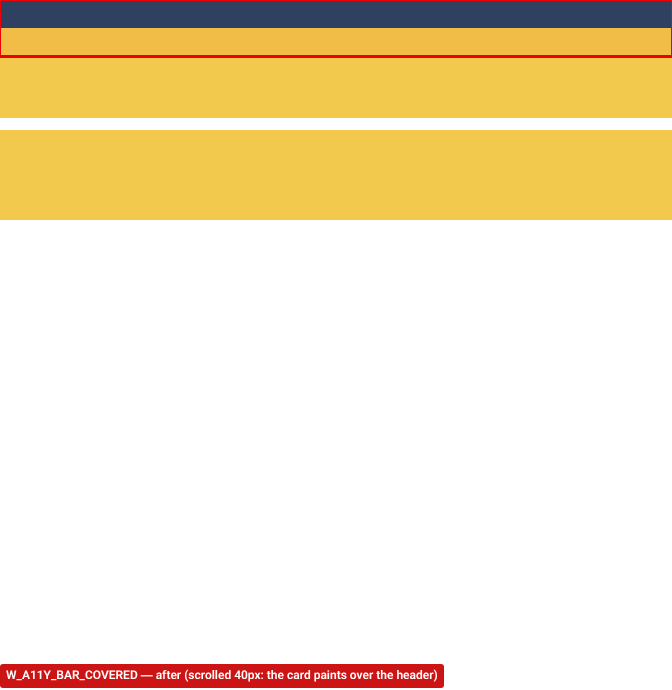 W_A11Y_BAR_COVERED — after (scrolled 40px: the card paints over the header)